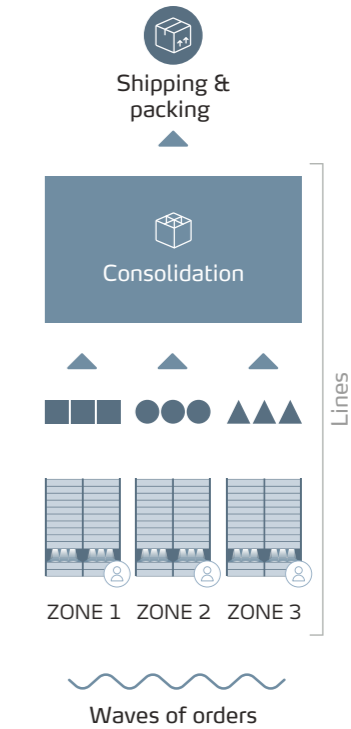 Shipping &
packing
Consolidation
Lines
ZONE 1 ZONE 2 ZONE 3
Waves of orders